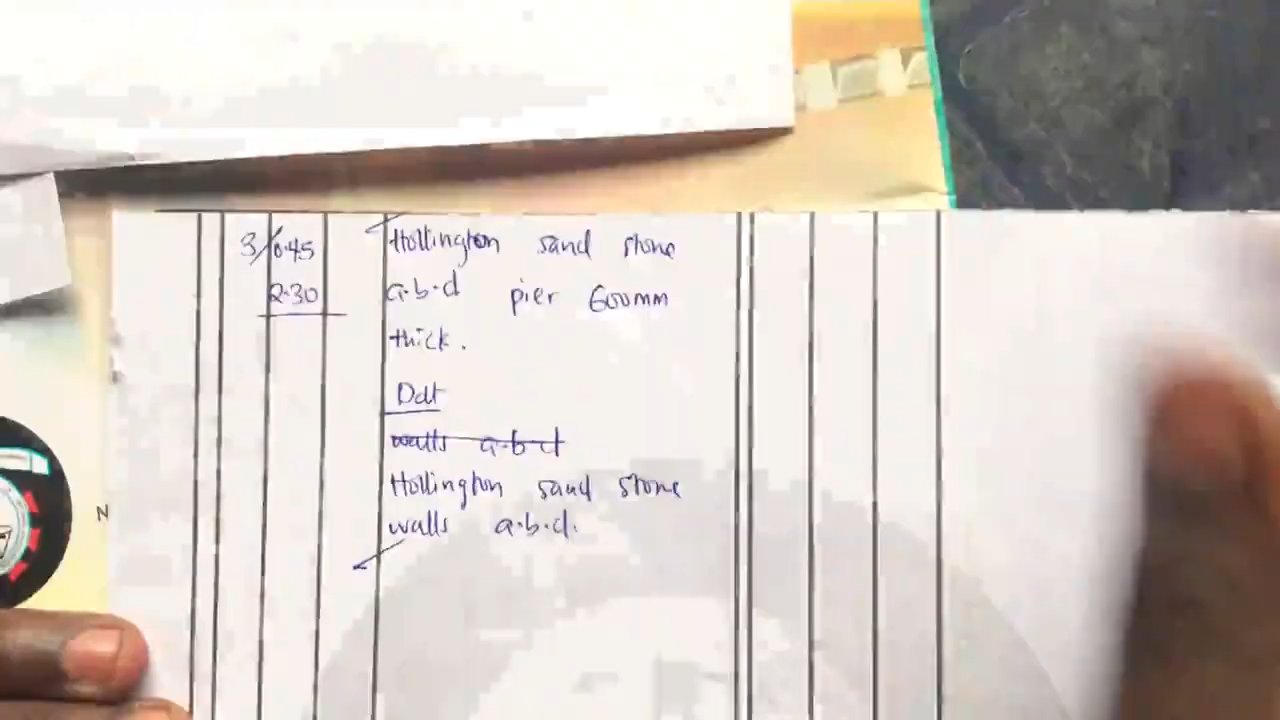 3/0.45 Hollington sand stone
2.30 a.b.d pier 600mm
thick.
Ddt
walls a.b.d
Hollington sand stone
walls a.b.d.
N